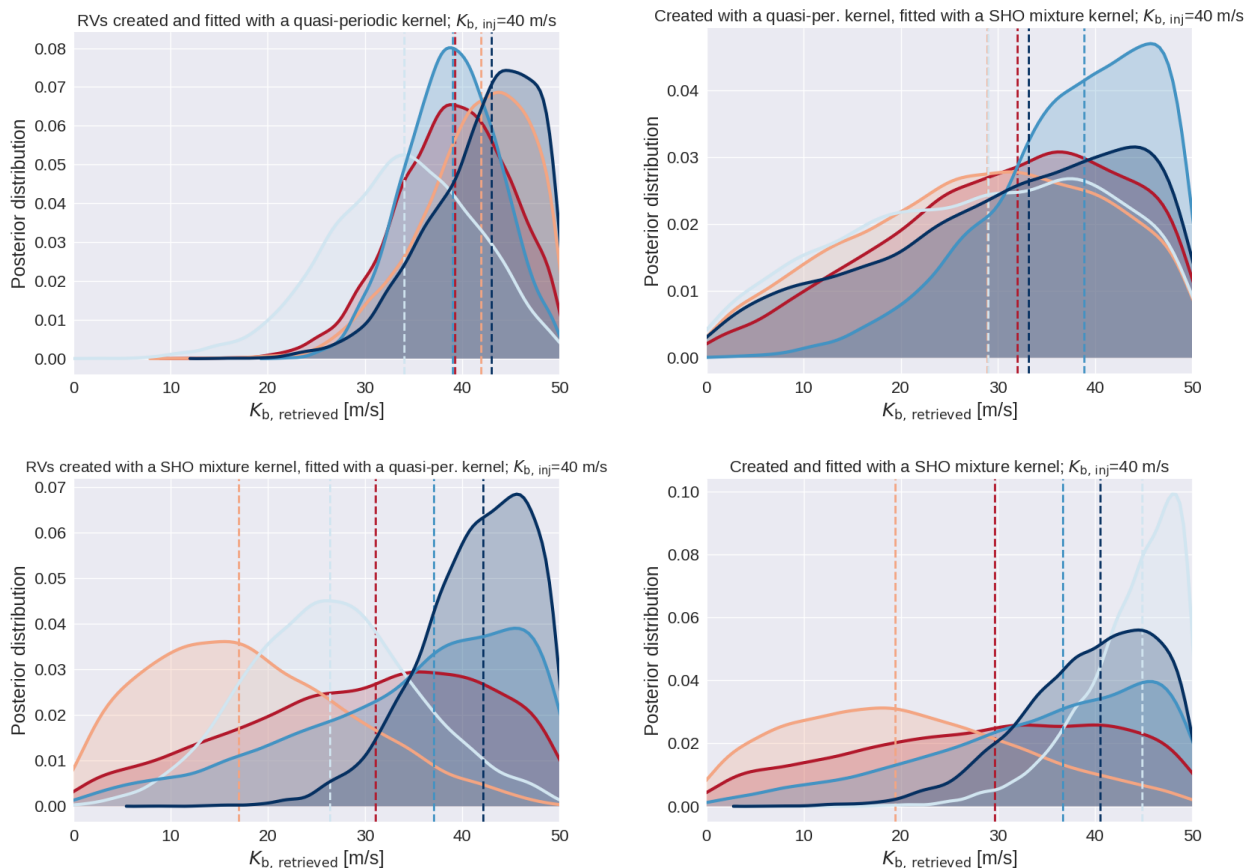 RVs created and fitted with a quasi-periodic kernel; K_b, inj=40 m/s
0.08
0.07
0.06
0.05
0.04
0.03
0.02
0.01
0.00
Posterior distribution
0 10 20 30 40 50
K_b, retrieved [m/s]
Created with a quasi-per. kernel, fitted with a SHO mixture kernel; K_b, inj=40 m/s
0.04
0.03
0.02
0.01
0.00
Posterior distribution
0 10 20 30 40 50
K_b, retrieved [m/s]
RVs created with a SHO mixture kernel, fitted with a quasi-per. kernel; K_b, inj=40 m/s
0.07
0.06
0.05
0.04
0.03
0.02
0.01
0.00
Posterior distribution
0 10 20 30 40 50
K_b, retrieved [m/s]
Created and fitted with a SHO mixture kernel; K_b, inj=40 m/s
0.10
0.08
0.06
0.04
0.02
0.00
Posterior distribution
0 10 20 30 40 50
K_b, retrieved [m/s]